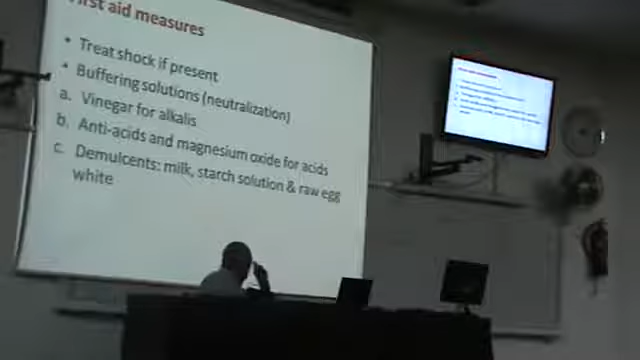 First aid measures
• Treat shock if present
• Buffering solutions (neutralization)
a. Vinegar for alkalis
b. Anti-acids and magnesium oxide for acids
c. Demulcents: milk, starch solution & raw egg
white